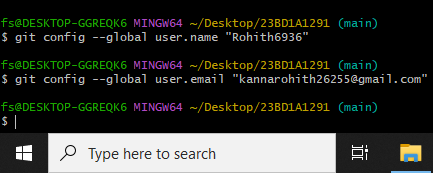 fs@DESKTOP-GGREQK6 MINGW64 ~/Desktop/23BD1A1291 (main)
$ git config --global user.name "Rohith6936"
fs@DESKTOP-GGREQK6 MINGW64 ~/Desktop/23BD1A1291 (main)
$ git config --global user.email "kannarohith26255@gmail.com"
fs@DESKTOP-GGREQK6 MINGW64 ~/Desktop/23BD1A1291 (main)
$
Type here to search